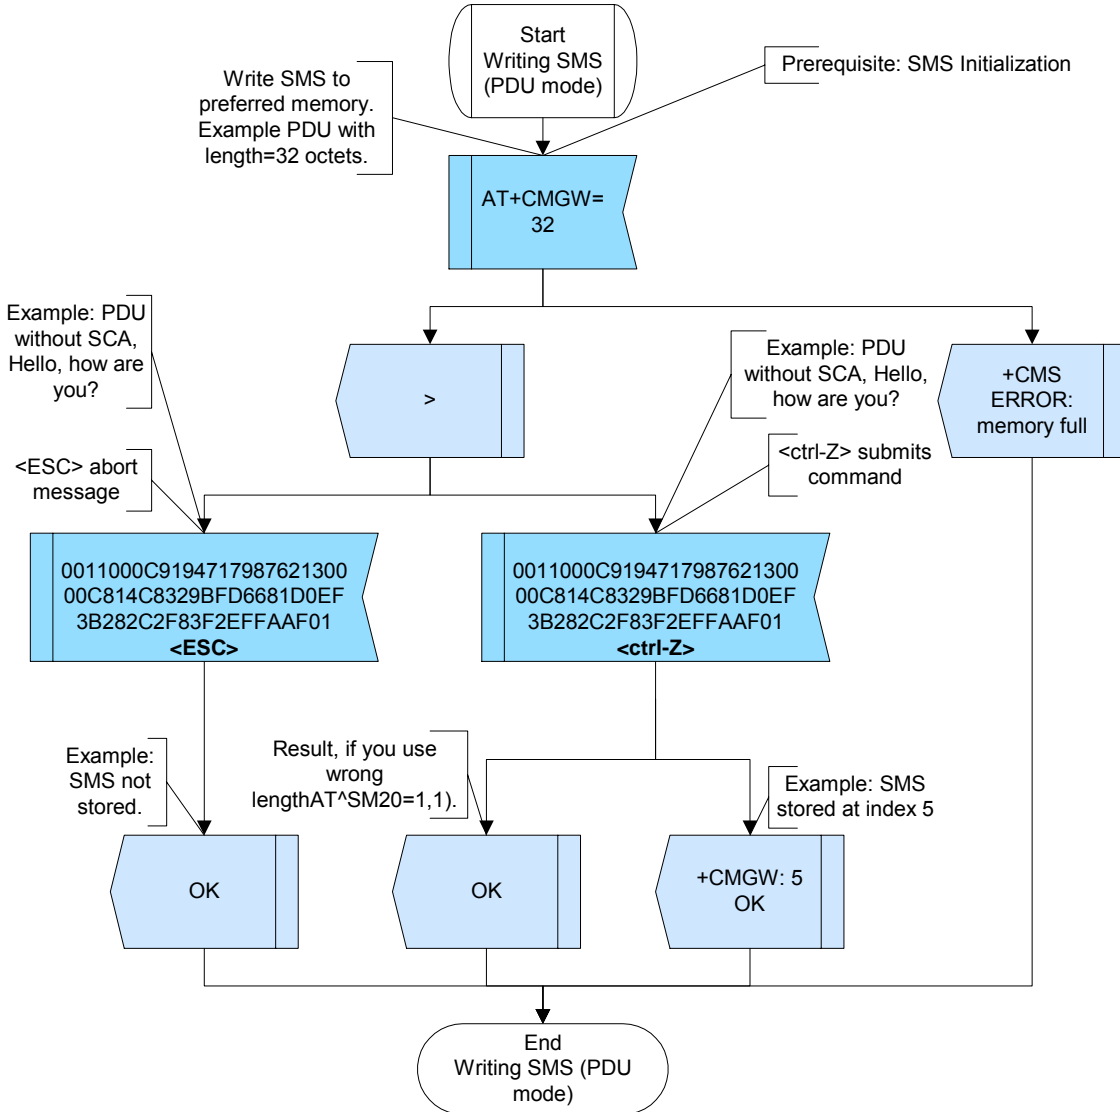 Start
Writing SMS
(PDU mode)
Write SMS to
preferred memory.
Example PDU with
length=32 octets.
Prerequisite: SMS Initialization
AT+CMGW=
32
Example: PDU
without SCA,
Hello, how are
you?
>
Example: PDU
without SCA, Hello,
how are you?
+CMS
ERROR:
memory full
<ESC> abort
message
<ctrl-Z> submits
command
0011000C9194717987621300
00C814C8329BFD6681D0EF
3B282C2F83F2EFFAAF01
<ESC>
0011000C9194717987621300
00C814C8329BFD6681D0EF
3B282C2F83F2EFFAAF01
<ctrl-Z>
Example:
SMS not
stored.
Result, if you use
wrong
lengthAT^SM20=1,1).
Example: SMS
stored at index 5
OK
OK
+CMGW: 5
OK
End
Writing SMS (PDU
mode)